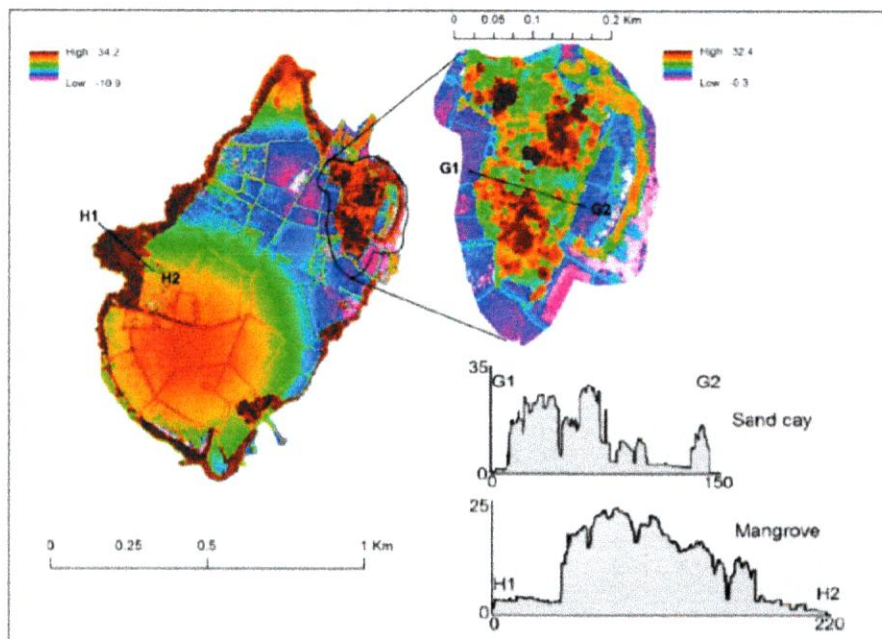 0 0.05 0.1 0.2 Km
High 34.2
Low -10.9
High 32.4
Low -0.3
G1
G2
H1
H2
35
G1 G2
Sand cay
0
0 150
25
Mangrove
H1 H2
0
0 220
0 0.25 0.5 1 Km